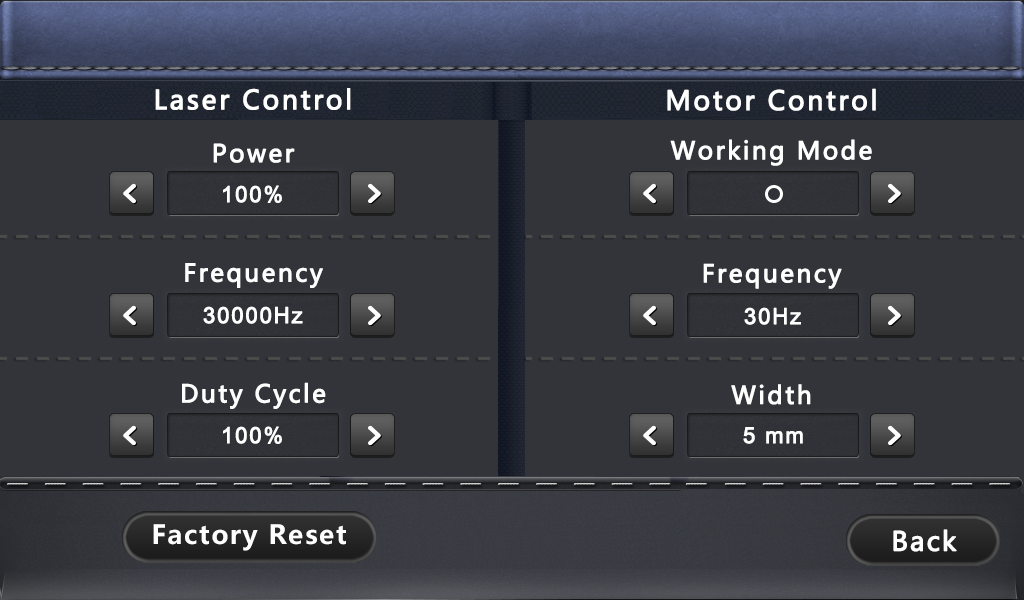 Laser Control
Power
100%
Frequency
30000Hz
Duty Cycle
100%
Motor Control
Working Mode
O
Frequency
30Hz
Width
5 mm
Factory Reset
Back